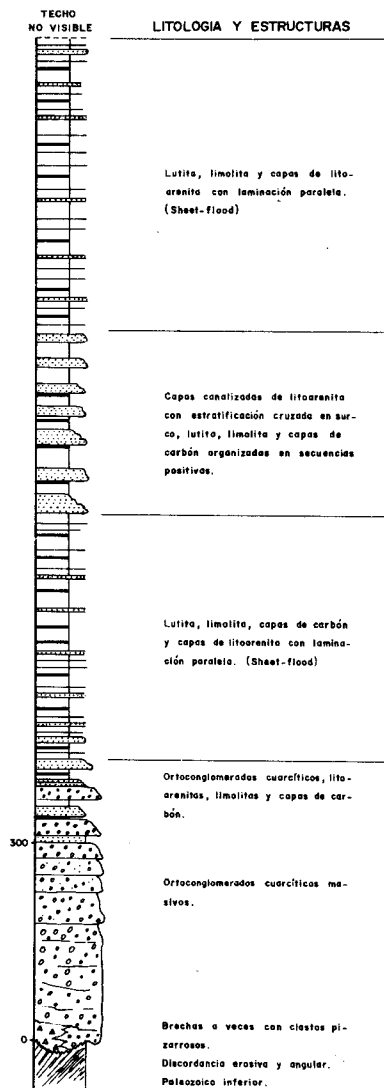 TECHO
NO VISIBLE
LITOLOGIA Y ESTRUCTURAS
Lutita, limolita y capas de lito-
arenita con laminación paralela.
(Sheet-flood)
Capas canalizadas de litoarenita
con estratificación cruzada en sur-
co, lutita, limolita y capas de
carbón organizadas en secuencias
positivas.
Lutita, limolita, capas de carbón
y capas de litoarenita con lamina-
ción paralela. (Sheet-flood)
Ortoconglomerados cuarcíticos, lito-
arenitas, limolitas y capas de car-
bón.
300
Ortoconglomerados cuarcíticos ma-
sivos.
0
Brechas a veces con clastos pi-
zarrosos.
Discordancia erosiva y angular.
Paleozoico inferior.